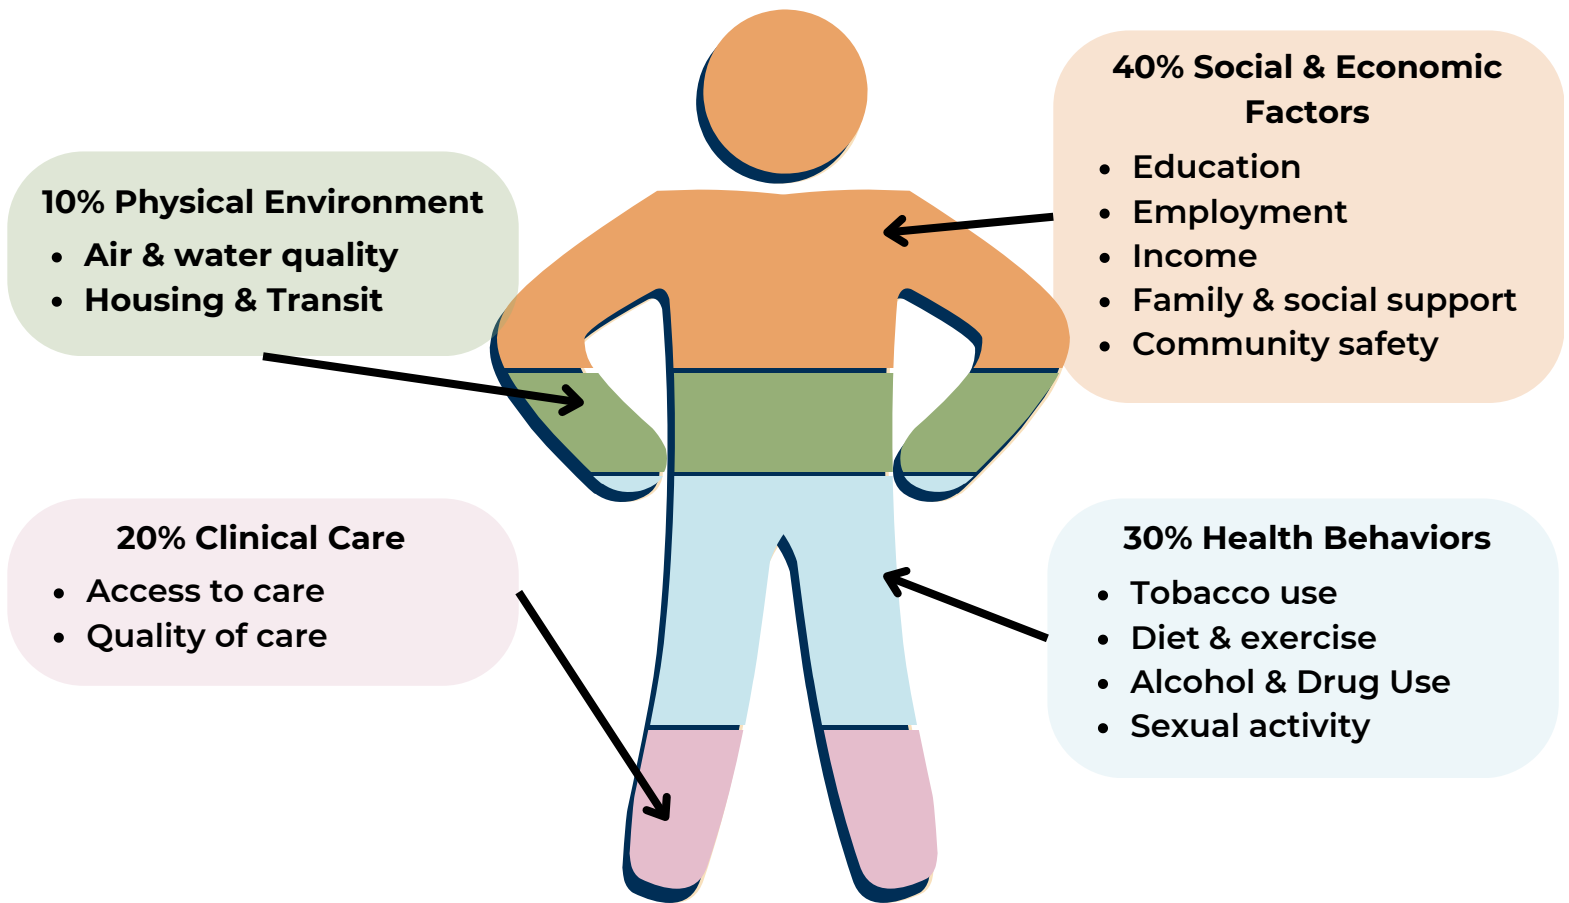 10% Physical Environment
• Air & water quality
• Housing & Transit
40% Social & Economic
Factors
• Education
• Employment
• Income
• Family & social support
• Community safety
20% Clinical Care
• Access to care
• Quality of care
30% Health Behaviors
• Tobacco use
• Diet & exercise
• Alcohol & Drug Use
• Sexual activity